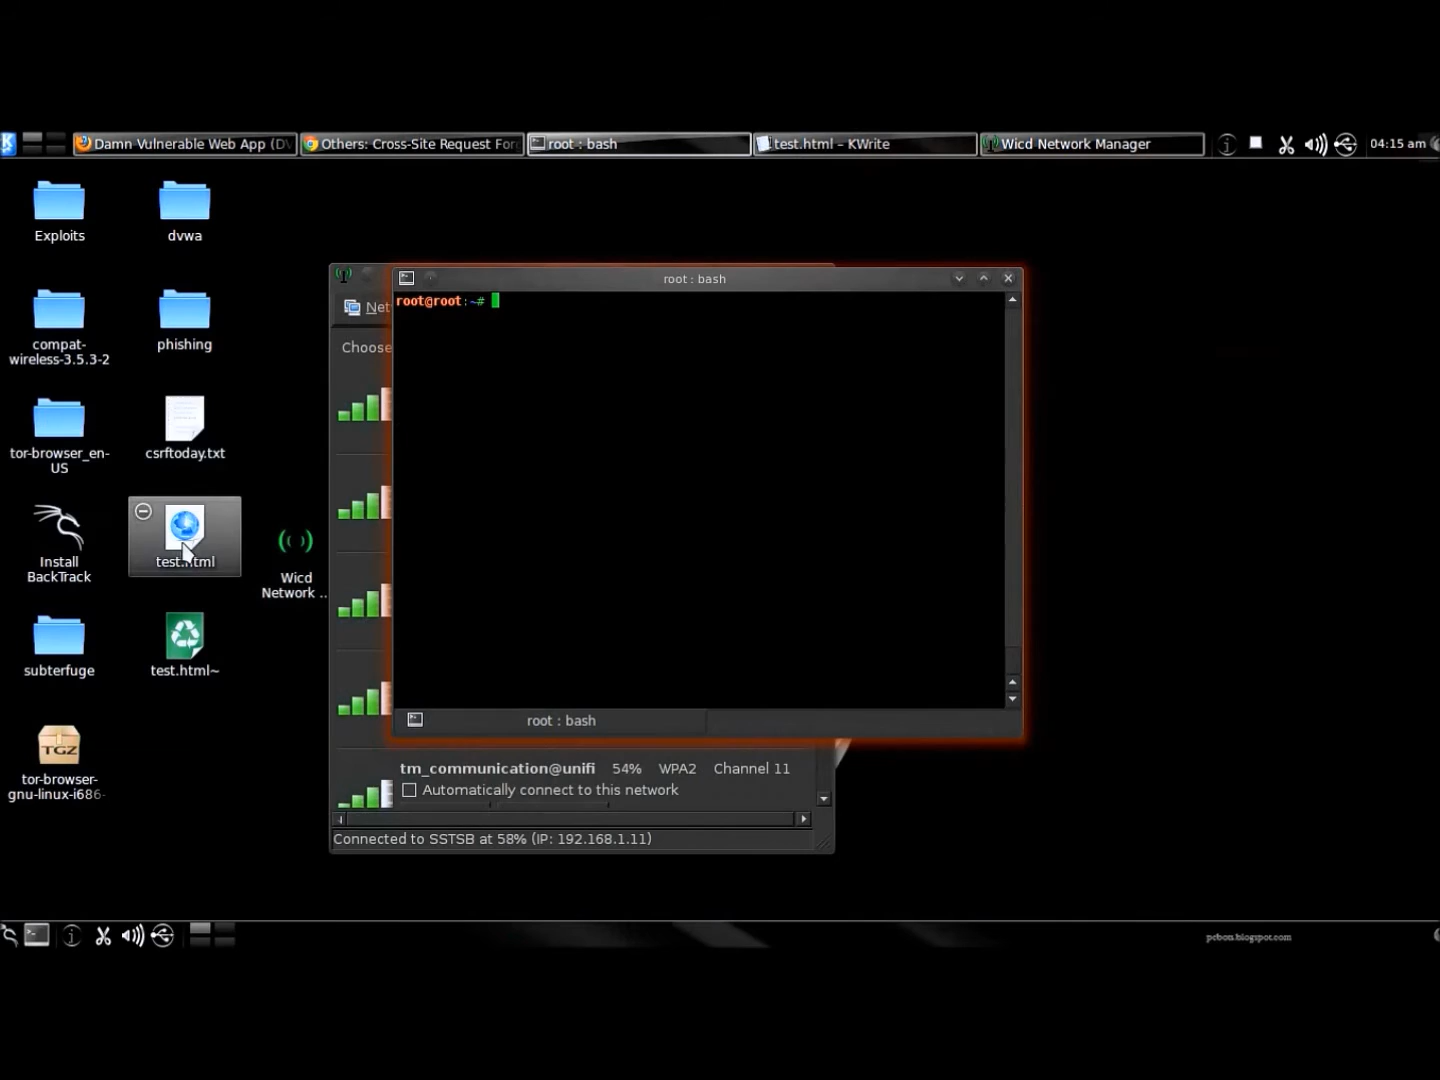 Damn Vulnerable Web App (DV
Others: Cross-Site Request For
root : bash
test.html – KWrite
Wicd Network Manager
04:15 am
Exploits
dvwa
compat-
wireless-3.5.3-2
phishing
tor-browser_en-
US
csrftoday.txt
Install
BackTrack
test.html
Wicd
Network ..
subterfuge
test.html~
TGZ
tor-browser-
gnu-linux-i686-
root : bash
root@root:~#
root : bash
Net
Choose
tm_communication@unifi 54% WPA2 Channel 11
Automatically connect to this network
Connected to SSTSB at 58% (IP: 192.168.1.11)
pcbon.blogspot.com